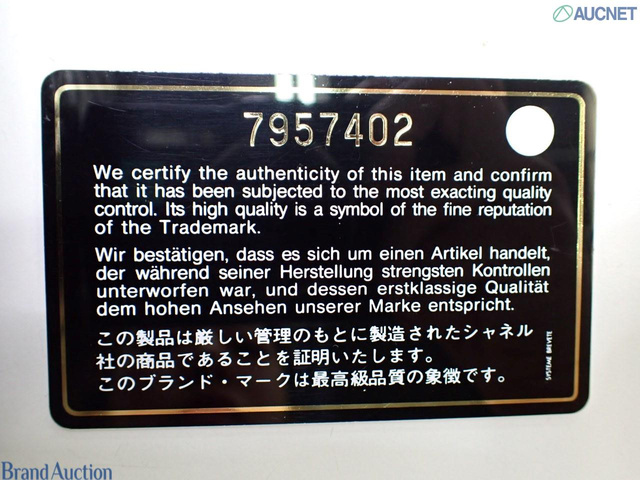 AUCNET
7957402
We certify the authenticity of this item and confirm
that it has been subjected to the most exacting quality
control. Its high quality is a symbol of the fine reputation
of the Trademark.
Wir bestätigen, dass es sich um einen Artikel handelt,
der während seiner Herstellung strengsten Kontrollen
unterworfen war, und dessen erstklassige Qualität
dem hohen Ansehen unserer Marke entspricht.
この製品は厳しい管理のもとに製造されたシャネル
社の商品であることを証明いたします。
このブランド・マークは最高級品質の象徴です。
SYSTEME BREVETE
Brand Auction